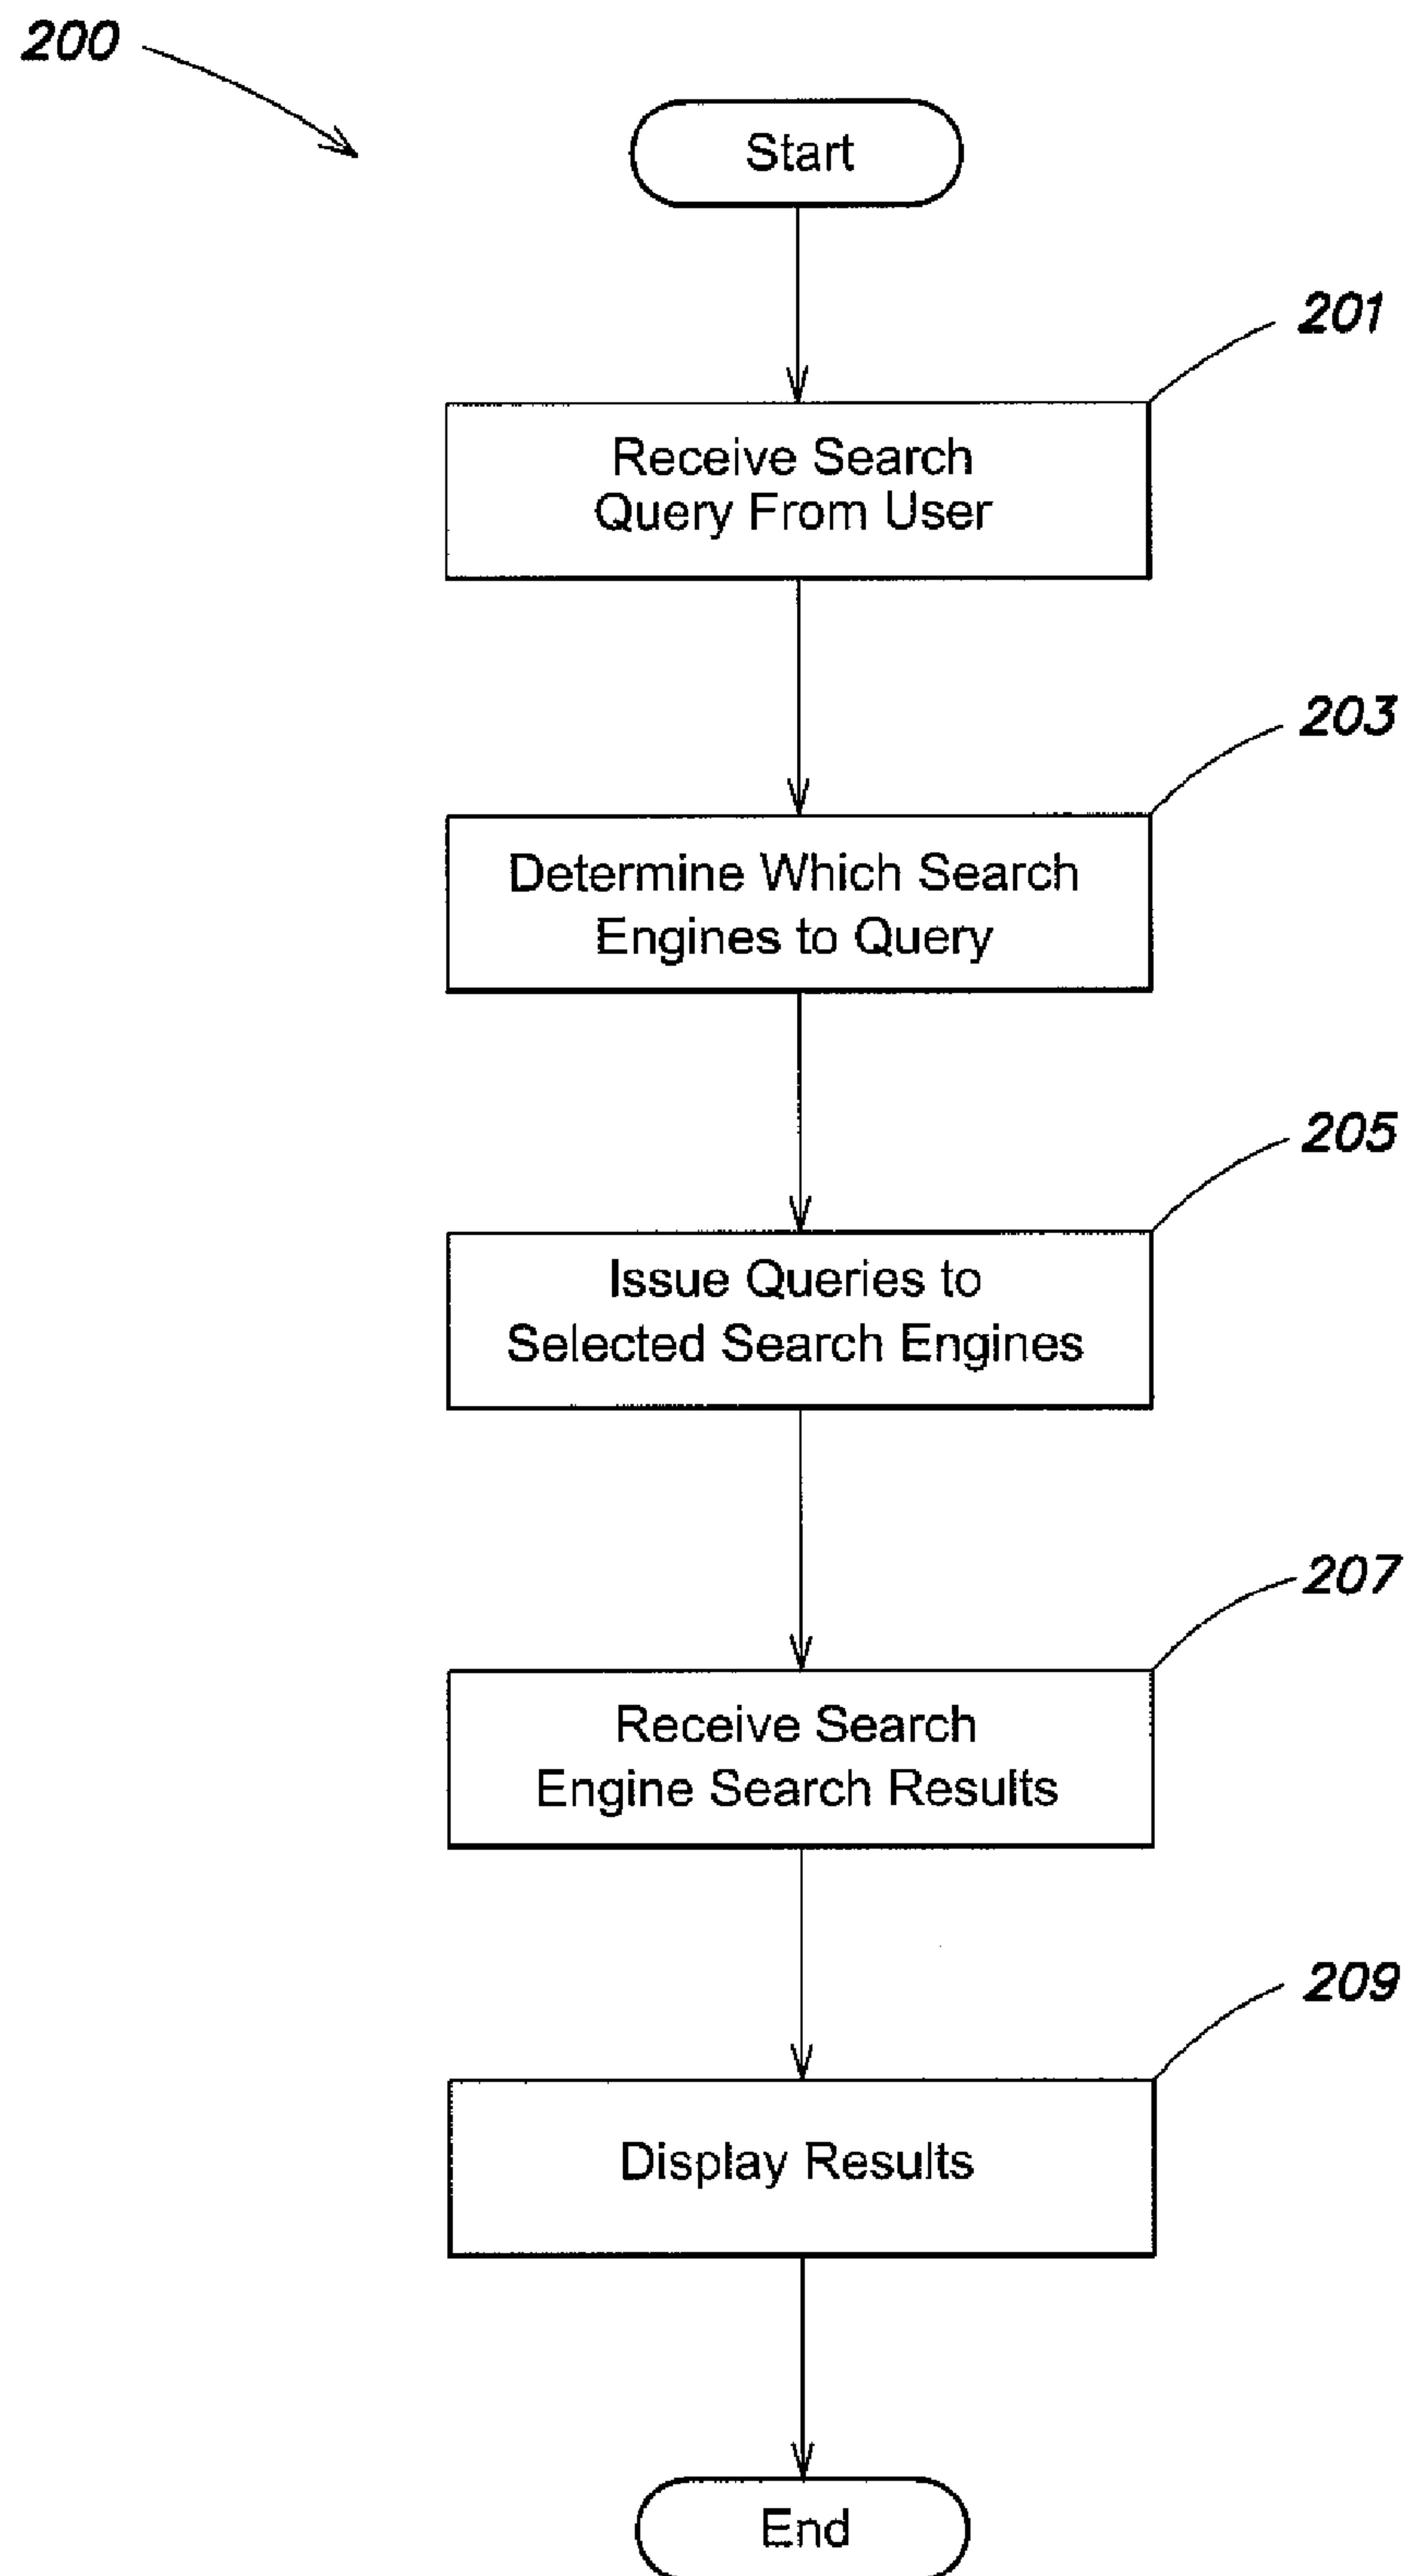 200
Start
201
Receive Search
Query From User
203
Determine Which Search
Engines to Query
205
Issue Queries to
Selected Search Engines
207
Receive Search
Engine Search Results
209
Display Results
End